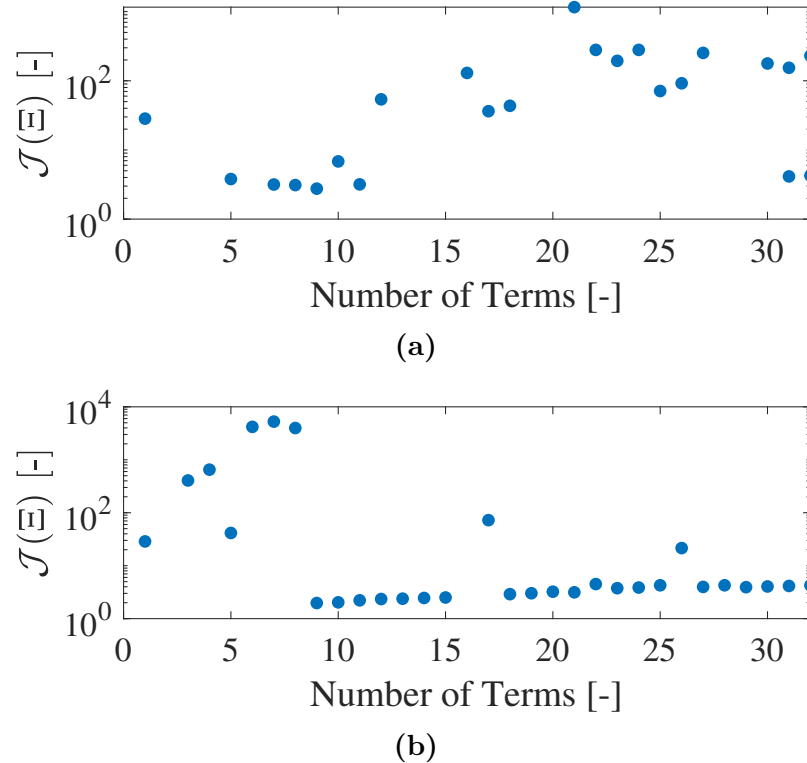 10^2
10^0
𝒥(Ξ) [-]
0 5 10 15 20 25 30
Number of Terms [-]
(a)
10^4
10^2
10^0
𝒥(Ξ) [-]
0 5 10 15 20 25 30
Number of Terms [-]
(b)